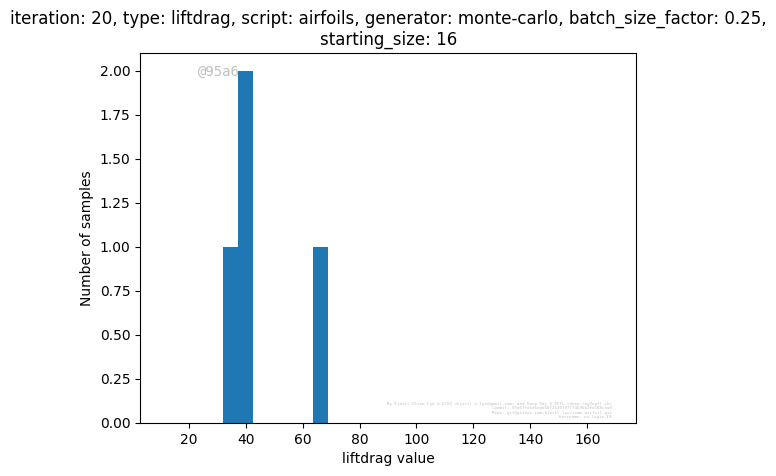 iteration: 20, type: liftdrag, script: airfoils, generator: monte-carlo, batch_size_factor: 0.25,
starting_size: 16
@95a6
2.00
1.75
1.50
1.25
1.00
0.75
0.50
0.25
0.00
Number of samples
20 40 60 80 100 120 140 160
liftdrag value